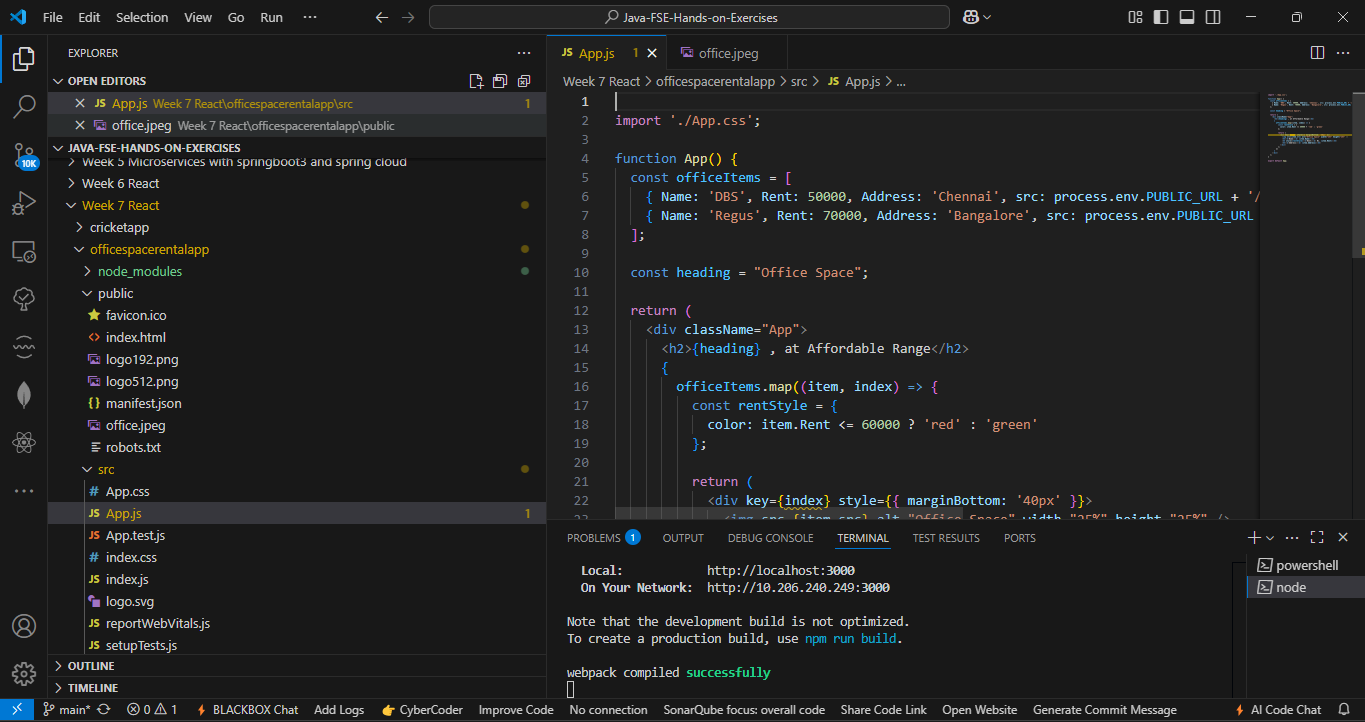 File Edit Selection View Go Run ··· Java-FSE-Hands-on-Exercises
EXPLORER
OPEN EDITORS
App.js Week 7 React\officespacerentalapp\src 1
office.jpeg Week 7 React\officespacerentalapp\public
JAVA-FSE-HANDS-ON-EXERCISES
Week 5 Microservices with springboot3 and spring cloud
Week 6 React
Week 7 React
cricketapp
officespacerentalapp
node_modules
public
favicon.ico
index.html
logo192.png
logo512.png
manifest.json
office.jpeg
robots.txt
src
App.css
App.js 1
App.test.js
index.css
index.js
logo.svg
reportWebVitals.js
setupTests.js
OUTLINE
TIMELINE
10K
JS App.js 1 office.jpeg
Week 7 React > officespacerentalapp > src > JS App.js > ...
1
2 import './App.css';
3
4 function App() {
5 const officeItems = [
6 { Name: 'DBS', Rent: 50000, Address: 'Chennai', src: process.env.PUBLIC_URL + '/
7 { Name: 'Regus', Rent: 70000, Address: 'Bangalore', src: process.env.PUBLIC_URL
8 ];
9
10 const heading = "Office Space";
11
12 return (
13 <div className="App">
14 <h2>{heading} , at Affordable Range</h2>
15 {
16 officeItems.map((item, index) => {
17 const rentStyle = {
18 color: item.Rent <= 60000 ? 'red' : 'green'
19 };
20
21 return (
22 <div key={index} style={{ marginBottom: '40px' }}>
23 <img src={item.src} alt="Office Space" width="25%" height="25%" />
PROBLEMS 1 OUTPUT DEBUG CONSOLE TERMINAL TEST RESULTS PORTS
Local: http://localhost:3000
On Your Network: http://10.206.240.249:3000
Note that the development build is not optimized.
To create a production build, use npm run build.
webpack compiled successfully
powershell
node
main* 0 1 BLACKBOX Chat Add Logs CyberCoder Improve Code No connection SonarQube focus: overall code Share Code Link Open Website Generate Commit Message AI Code Chat